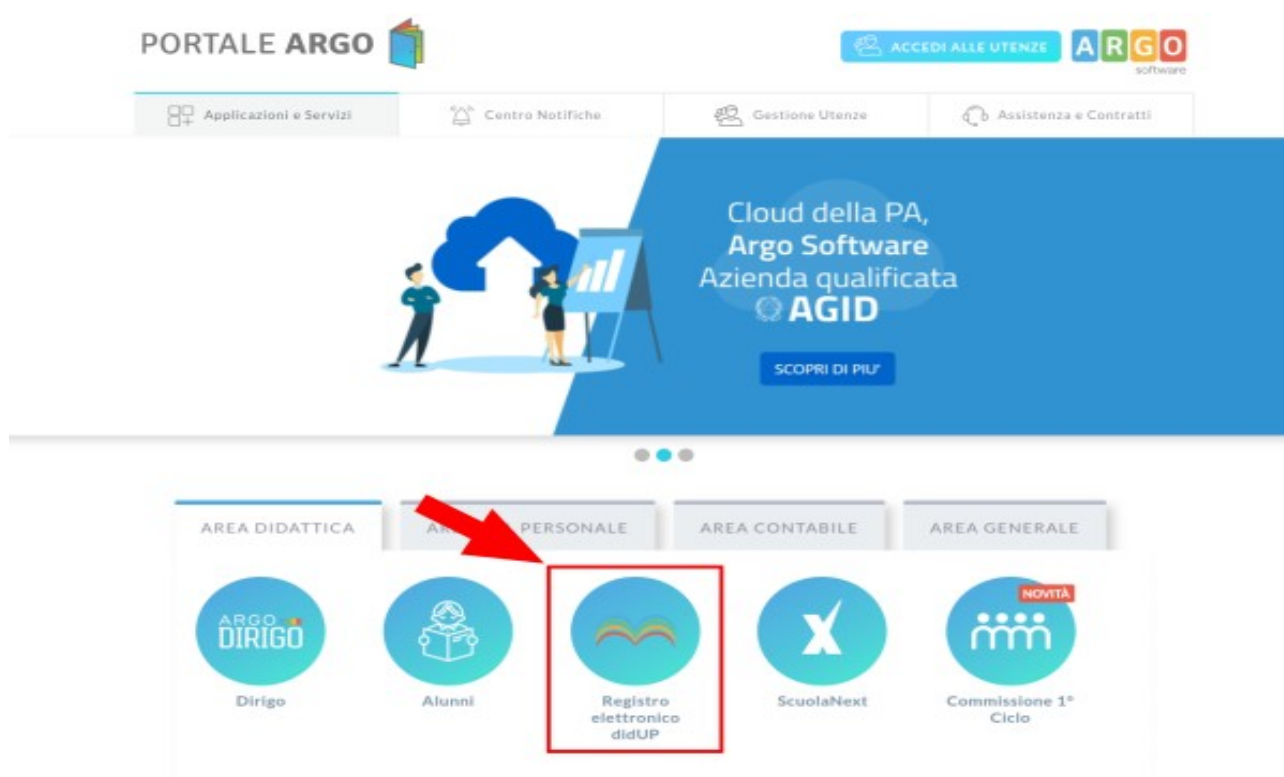 PORTALE ARGO
ACCEDI ALLE UTENZE
ARGO
software
Applicazioni e Servizi
Centro Notifiche
Gestione Utenze
Assistenza e Contratti
Cloud della PA,
Argo Software
Azienda qualificata
AGID
SCOPRI DI PIU'
AREA DIDATTICA
PERSONALE
AREA CONTABILE
AREA GENERALE
ARGO
DIRIGO
NOVITÀ
Dirigo
Alunni
Registro
elettronico
didUP
ScuolaNext
Commissione 1°
Ciclo